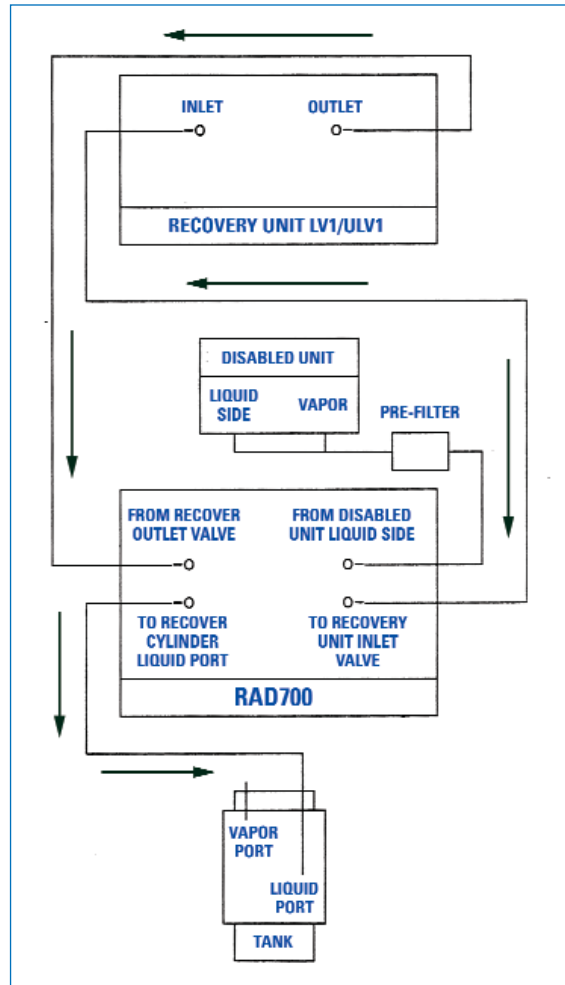 INLET
OUTLET
RECOVERY UNIT LV1/ULV1
DISABLED UNIT
LIQUID
SIDE
VAPOR
PRE-FILTER
FROM RECOVER
OUTLET VALVE
FROM DISABLED
UNIT LIQUID SIDE
TO RECOVER
CYLINDER
LIQUID PORT
TO RECOVERY
UNIT INLET
VALVE
RAD700
VAPOR
PORT
LIQUID
PORT
TANK